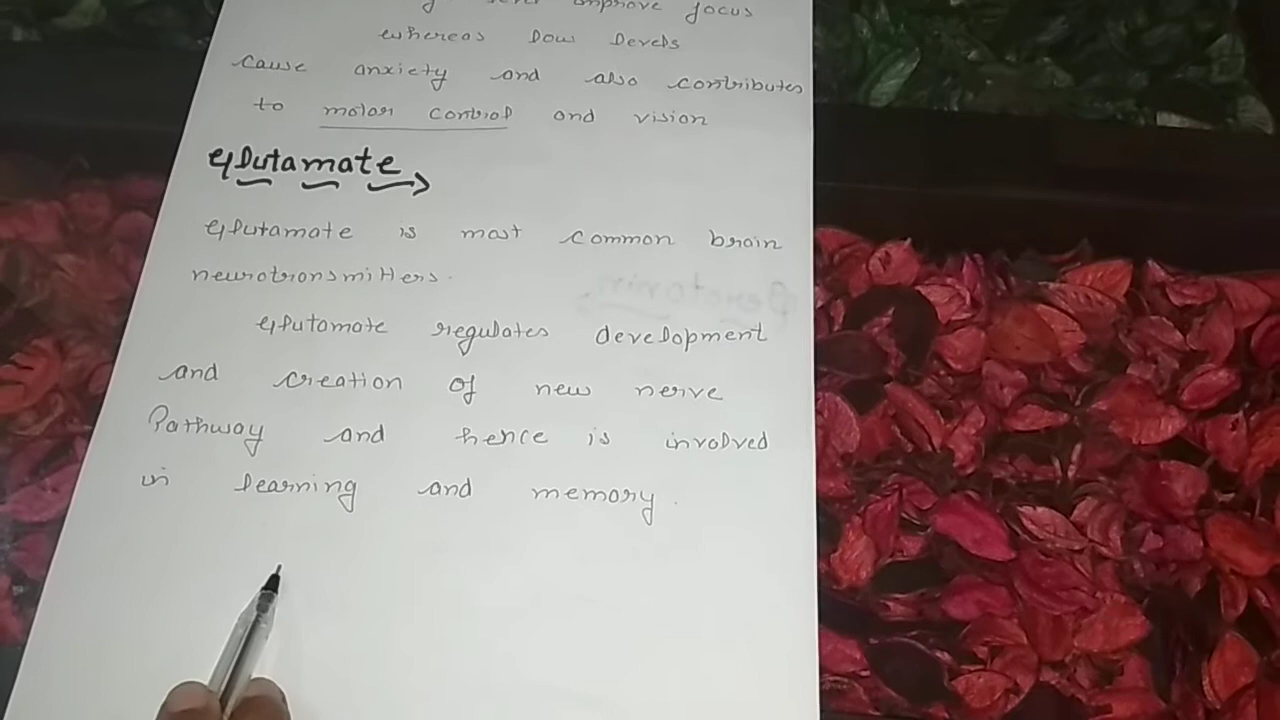 improve focus
whereas low levels
cause anxiety and also contributes
to motor control and vision
Glutamate
Glutamate is most common brain
neurotransmitters.
Glutamate regulates development
and creation of new nerve
Pathway and hence is involved
in learning and memory.